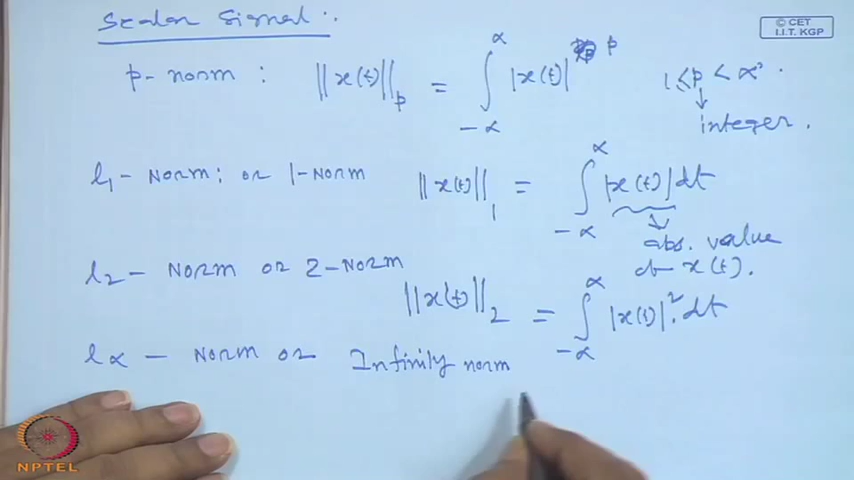 Scalar Signal :.
© CET
I.I.T. KGP
p-norm : ||x(t)||p = ∫_{-α}^{α} |x(t)|^p 1 ≤ p < α .
integer .
l1 - Norm : or 1-Norm ||x(t)||1 = ∫_{-α}^{α} |x(t)| dt
abs. value
of x(t).
l2 - Norm or 2-Norm ||x(t)||2 = ∫_{-α}^{α} |x(t)|^2 . dt
lα - Norm or Infinity norm
NPTEL